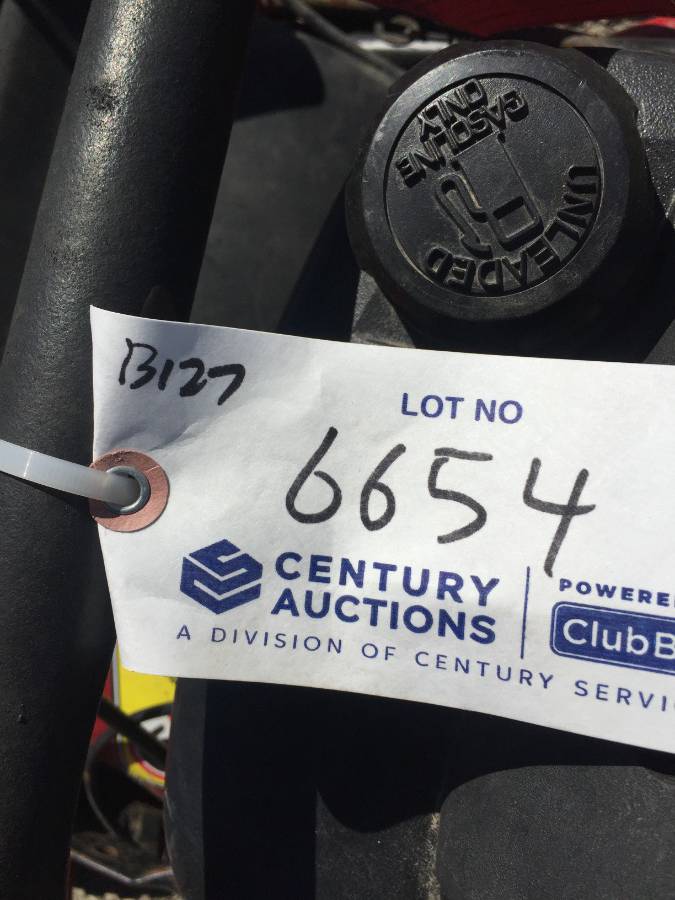 UNLEADED
GASOLINE
ONLY
B127
LOT NO
6654
CENTURY
AUCTIONS
A DIVISION OF CENTURY SERVI
POWERE
ClubB